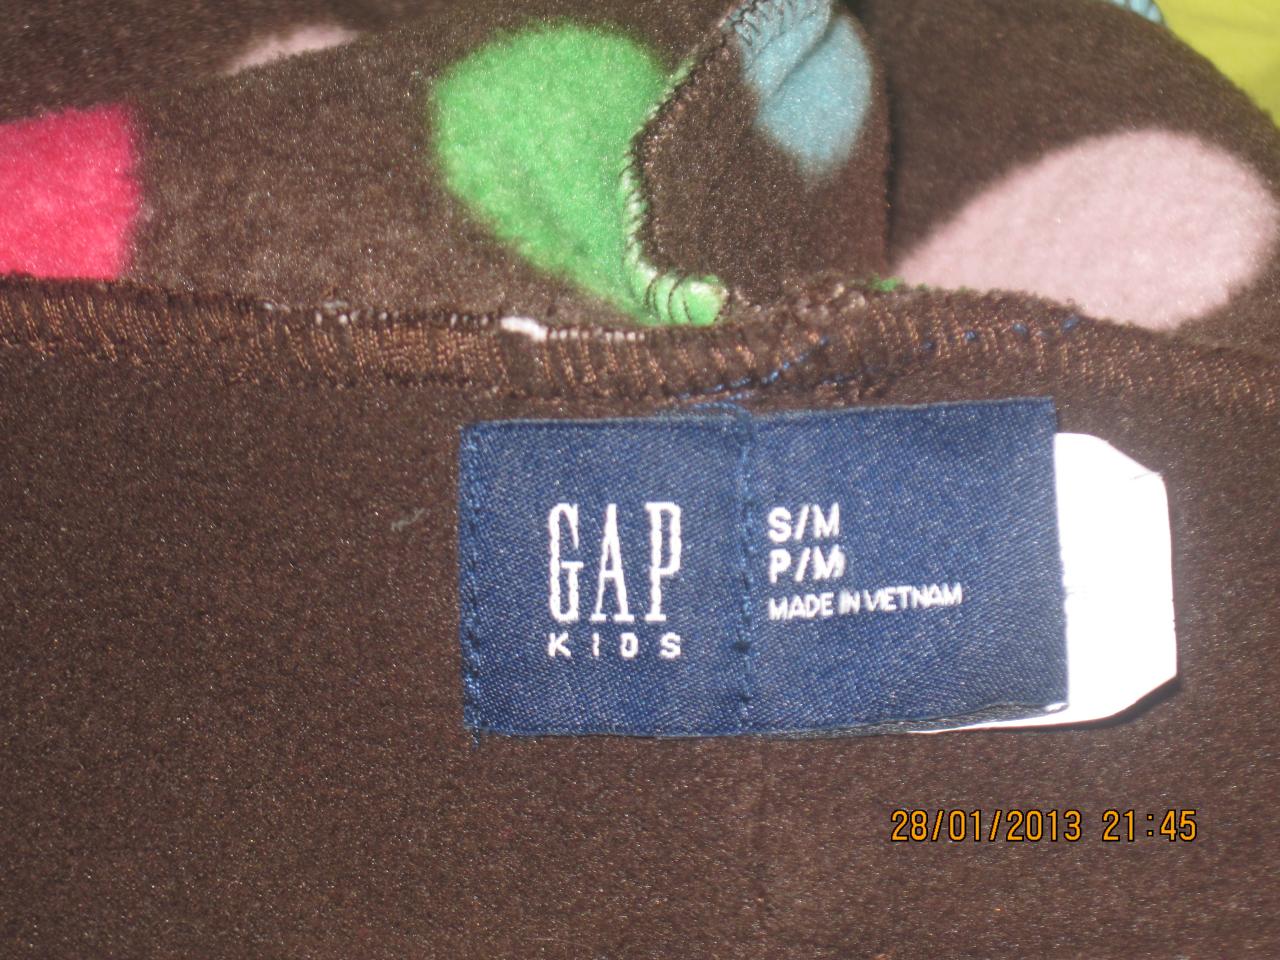 GAP
KIDS
S/M
P/M
MADE IN VIETNAM
28/01/2013 21:45